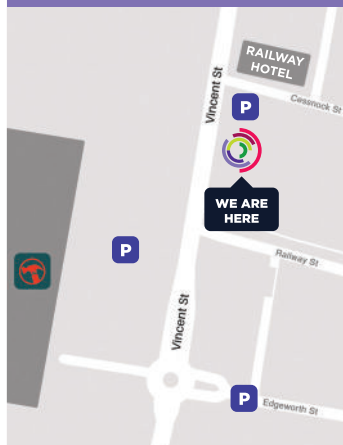 RAILWAY
HOTEL
Vincent St
Cessnock St
P
WE ARE
HERE
P
Railway St
Vincent St
P
Edgeworth St